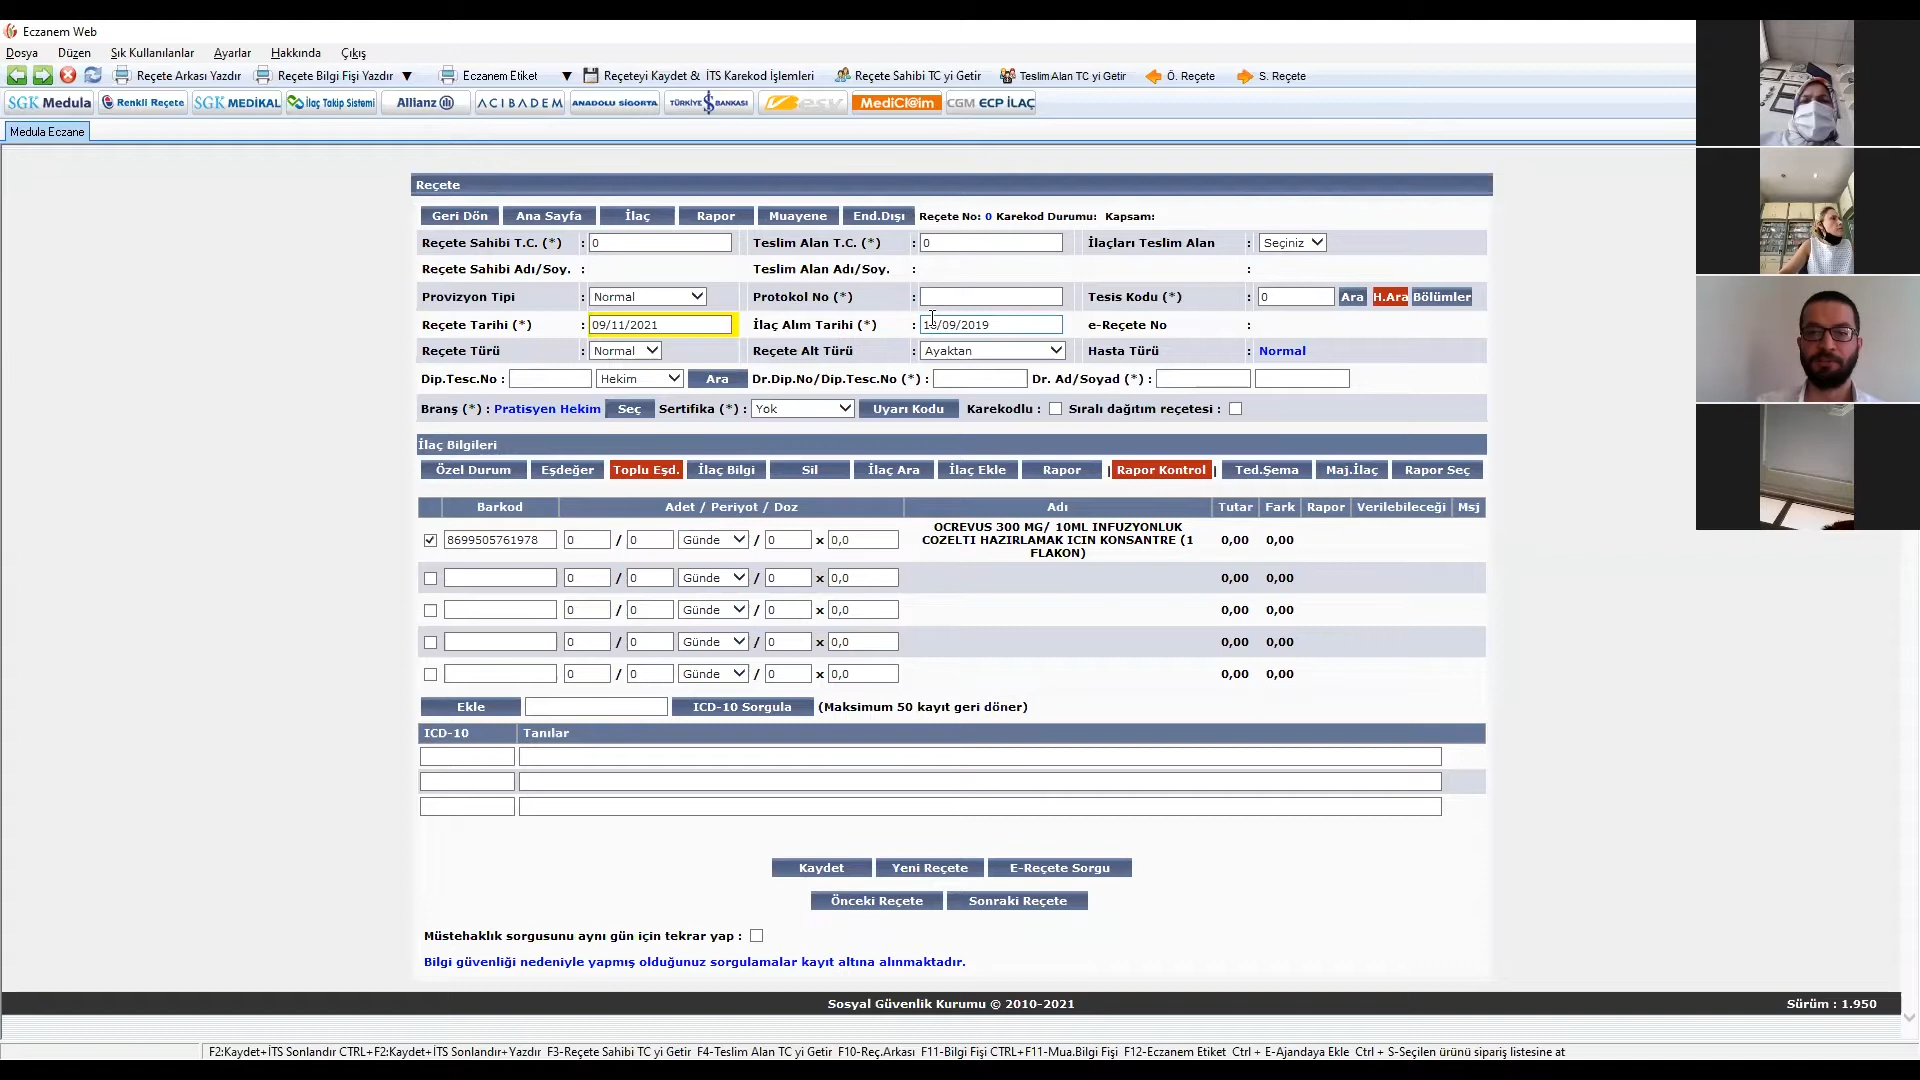 Eczanem Web
Dosya Düzen Sık Kullanılanlar Ayarlar Hakkında Çıkış
Reçete Arkası Yazdır Reçete Bilgi Fişi Yazdır Eczanem Etiket Reçeteyi Kaydet & İTS Karekod İşlemleri Reçete Sahibi TC yi Getir Teslim Alan TC yi Getir Ö. Reçete S. Reçete
SGK Medula Renkli Reçete SGK MEDİKAL İlaç Takip Sistemi Allianz ACIBADEM ANADOLU SİGORTA TÜRKİYE İŞ BANKASI MediCl@im CGM ECP İLAÇ
Medula Eczane
Reçete
Geri Dön Ana Sayfa İlaç Rapor Muayene End.Dışı Reçete No: 0 Karekod Durumu: Kapsam:
Reçete Sahibi T.C. (*) : 0 Teslim Alan T.C. (*) : 0 İlaçları Teslim Alan : Seçiniz
Reçete Sahibi Adı/Soy. : Teslim Alan Adı/Soy. : :
Provizyon Tipi : Normal Protokol No (*) : Tesis Kodu (*) : 0 Ara H.Ara Bölümler
Reçete Tarihi (*) : 09/11/2021 İlaç Alım Tarihi (*) : /09/2019 e-Reçete No :
Reçete Türü : Normal Reçete Alt Türü : Ayaktan Hasta Türü : Normal
Dip.Tesc.No : Hekim Ara Dr.Dip.No/Dip.Tesc.No (*) : Dr. Ad/Soyad (*) :
Branş (*) : Pratisyen Hekim Seç Sertifika (*) : Yok Uyarı Kodu Karekodlu : Sıralı dağıtım reçetesi :
İlaç Bilgileri
Özel Durum Eşdeğer Toplu Eşd. İlaç Bilgi Sil İlaç Ara İlaç Ekle Rapor | Rapor Kontrol | Ted.Şema Maj.İlaç Rapor Seç
Barkod Adet / Periyot / Doz Adı Tutar Fark Rapor Verilebileceği Msj
8699505761978 0 / 0 Günde / 0 x 0,0 OCREVUS 300 MG/ 10ML INFUZYONLUK COZELTI HAZIRLAMAK ICIN KONSANTRE (1 FLAKON) 0,00 0,00
0 / 0 Günde / 0 x 0,0 0,00 0,00
0 / 0 Günde / 0 x 0,0 0,00 0,00
0 / 0 Günde / 0 x 0,0 0,00 0,00
0 / 0 Günde / 0 x 0,0 0,00 0,00
Ekle ICD-10 Sorgula (Maksimum 50 kayıt geri döner)
ICD-10 Tanılar
Kaydet Yeni Reçete E-Reçete Sorgu
Önceki Reçete Sonraki Reçete
Müstehaklık sorgusunu aynı gün için tekrar yap :
Bilgi güvenliği nedeniyle yapmış olduğunuz sorgulamalar kayıt altına alınmaktadır.
Sosyal Güvenlik Kurumu © 2010-2021 Sürüm : 1.950
F2:Kaydet+İTS Sonlandır CTRL+F2:Kaydet+İTS Sonlandır+Yazdır F3-Reçete Sahibi TC yi Getir F4-Teslim Alan TC yi Getir F10-Reç.Arkası F11-Bilgi Fişi CTRL+F11-Mua.Bilgi Fişi F12-Eczanem Etiket Ctrl + E-Ajandaya Ekle Ctrl + S-Seçilen ürünü sipariş listesine at